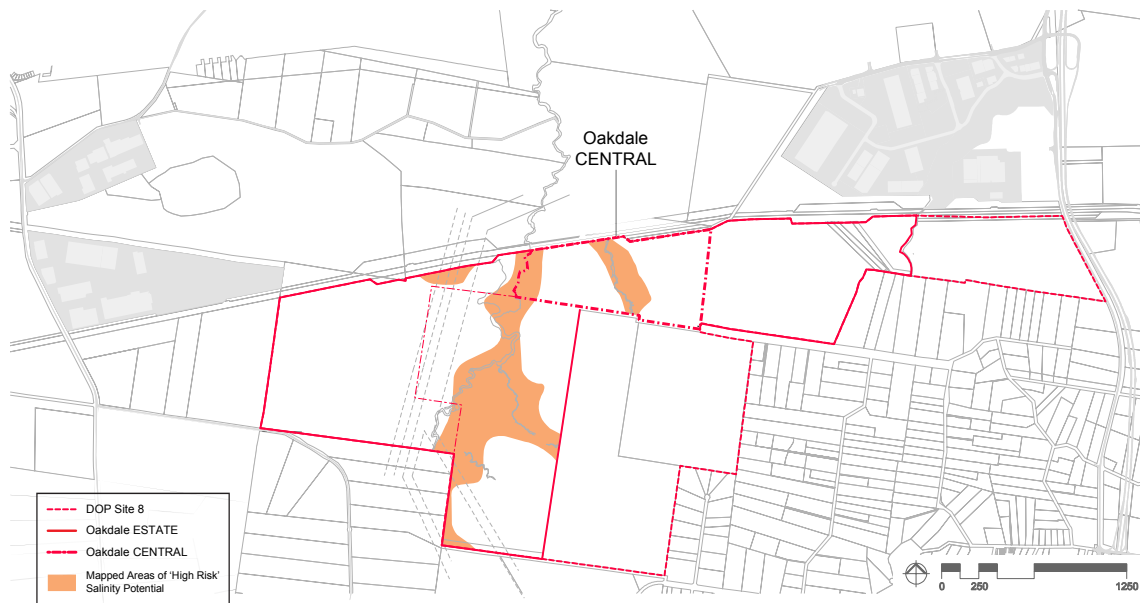 Oakdale
CENTRAL
DOP Site 8
Oakdale ESTATE
Oakdale CENTRAL
Mapped Areas of ‘High Risk’
Salinity Potential
0 250 1250